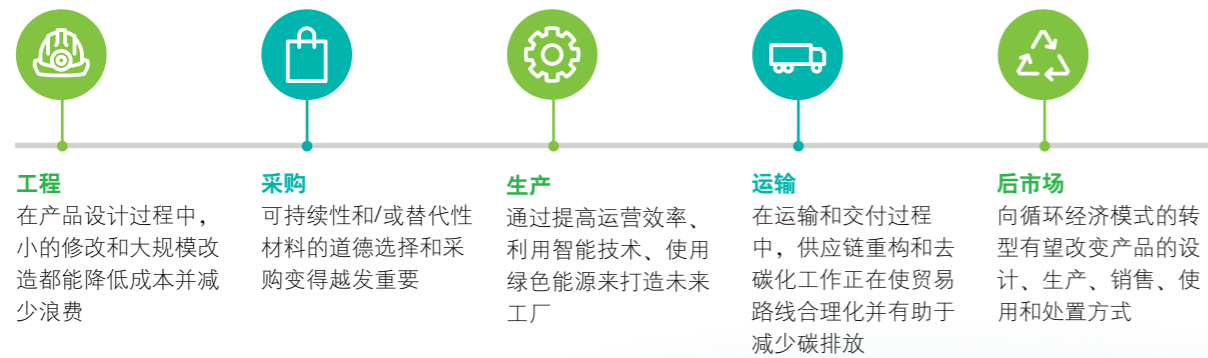 工程
在产品设计过程中，
小的修改和大规模改
造都能降低成本并减
少浪费
采购
可持续性和/或替代性
材料的道德选择和采
购变得越发重要
生产
通过提高运营效率、
利用智能技术、使用
绿色能源来打造未来
工厂
运输
在运输和交付过程
中，供应链重构和去
碳化工作正在使贸易
路线合理化并有助于
减少碳排放
后市场
向循环经济模式的转
型有望改变产品的设
计、生产、销售、使
用和处置方式